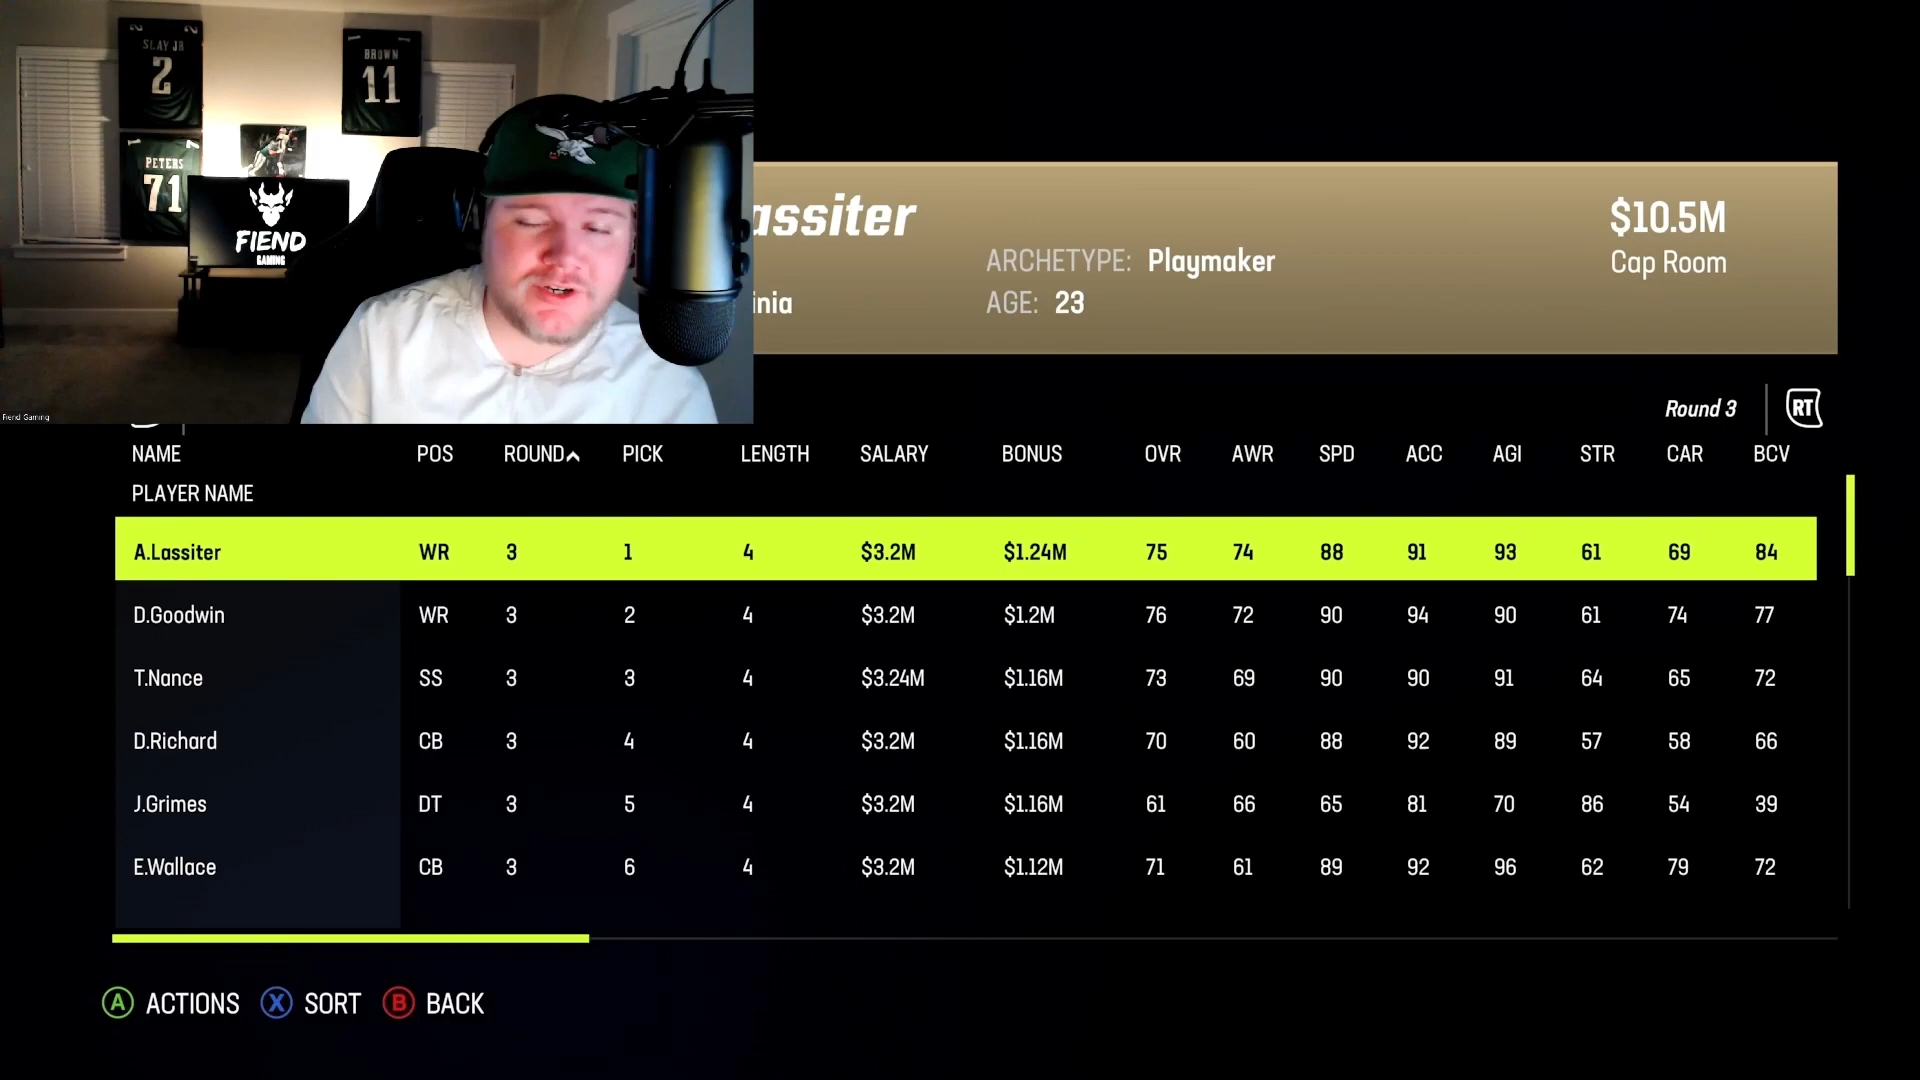 SLAY JR
2
BROWN
11
PETERS
71
FIEND
GAMING
Fiend Gaming
assiter
inia
ARCHETYPE: Playmaker
AGE: 23
$10.5M
Cap Room
Round 3
RT
NAME POS ROUND PICK LENGTH SALARY BONUS OVR AWR SPD ACC AGI STR CAR BCV
PLAYER NAME
A.Lassiter WR 3 1 4 $3.2M $1.24M 75 74 88 91 93 61 69 84
D.Goodwin WR 3 2 4 $3.2M $1.2M 76 72 90 94 90 61 74 77
T.Nance SS 3 3 4 $3.24M $1.16M 73 69 90 90 91 64 65 72
D.Richard CB 3 4 4 $3.2M $1.16M 70 60 88 92 89 57 58 66
J.Grimes DT 3 5 4 $3.2M $1.16M 61 66 65 81 70 86 54 39
E.Wallace CB 3 6 4 $3.2M $1.12M 71 61 89 92 96 62 79 72
A ACTIONS X SORT B BACK